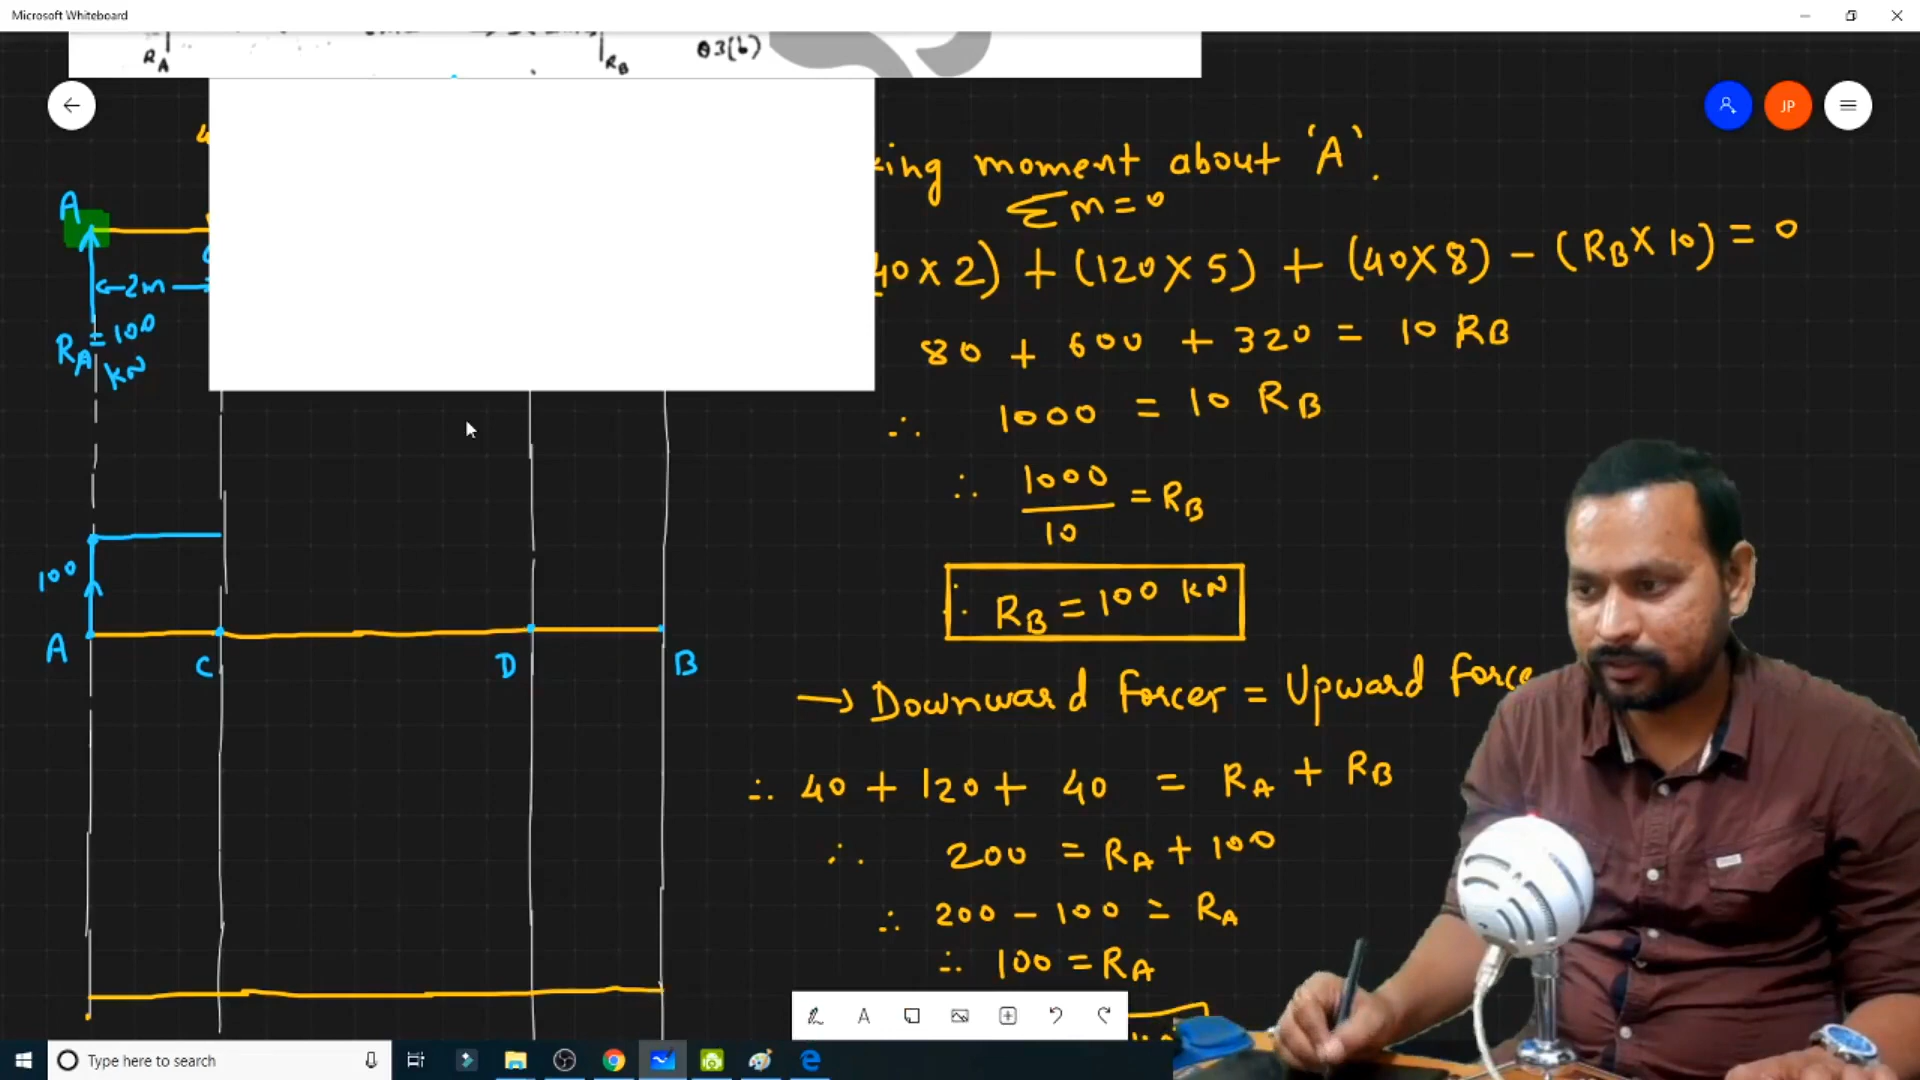 Microsoft Whiteboard
RA
RB
Q3(b)
JP
king moment about 'A'.
Σm=0
A
40×2) + (120×5) + (40×8) - (RB×10) = 0
2m
RA = 100 kN
80 + 600 + 320 = 10 RB
∴ 1000 = 10 RB
∴ 1000/10 = RB
100
∴ RB = 100 kN
A
C
D
B
→ Downward Forces = Upward force
∴ 40 + 120 + 40 = RA + RB
∴ 200 = RA + 100
∴ 200 - 100 = RA
∴ 100 = RA
A
Type here to search